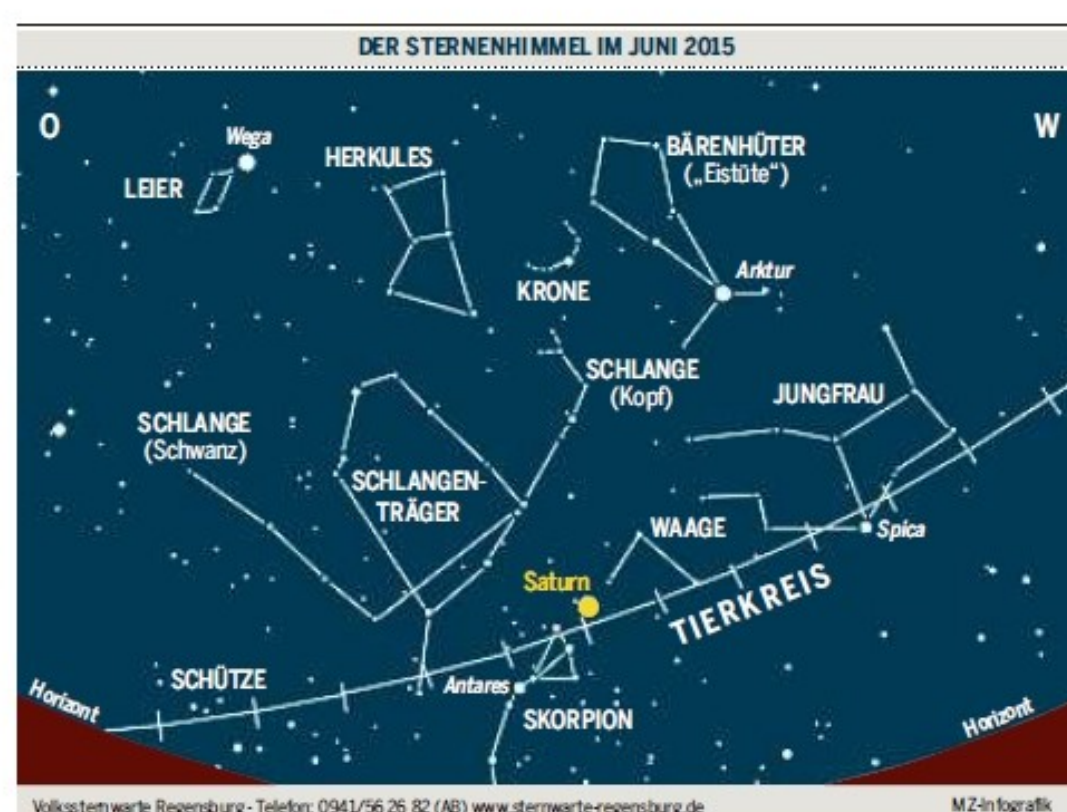 DER STERNENHIMMEL IM JUNI 2015
O
W
Wega
LEIER
HERKULES
BÄRENHÜTER
(„Eistüte“)
KRONE
Arktur
SCHLANGE
(Kopf)
JUNGFRAU
SCHLANGE
(Schwanz)
SCHLANGEN-
TRÄGER
WAAGE
Spica
Saturn
TIERKREIS
SCHÜTZE
Antares
SKORPION
Horizont
Horizont
Volkssternwarte Regensburg - Telefon: 0941/56 26 82 (AB) www.sternwarte-regensburg.de
MZ-Infografik